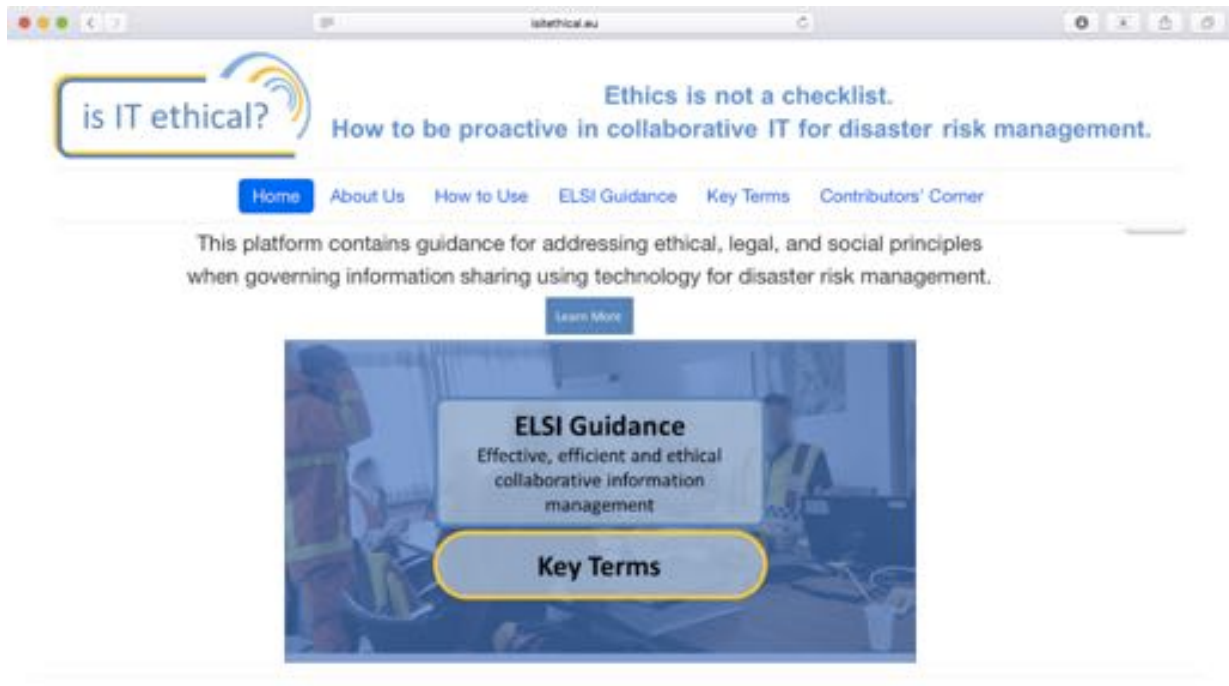 isitethical.eu
is IT ethical?
Ethics is not a checklist.
How to be proactive in collaborative IT for disaster risk management.
Home About Us How to Use ELSI Guidance Key Terms Contributors' Corner
This platform contains guidance for addressing ethical, legal, and social principles
when governing information sharing using technology for disaster risk management.
Learn More
ELSI Guidance
Effective, efficient and ethical
collaborative information
management
Key Terms